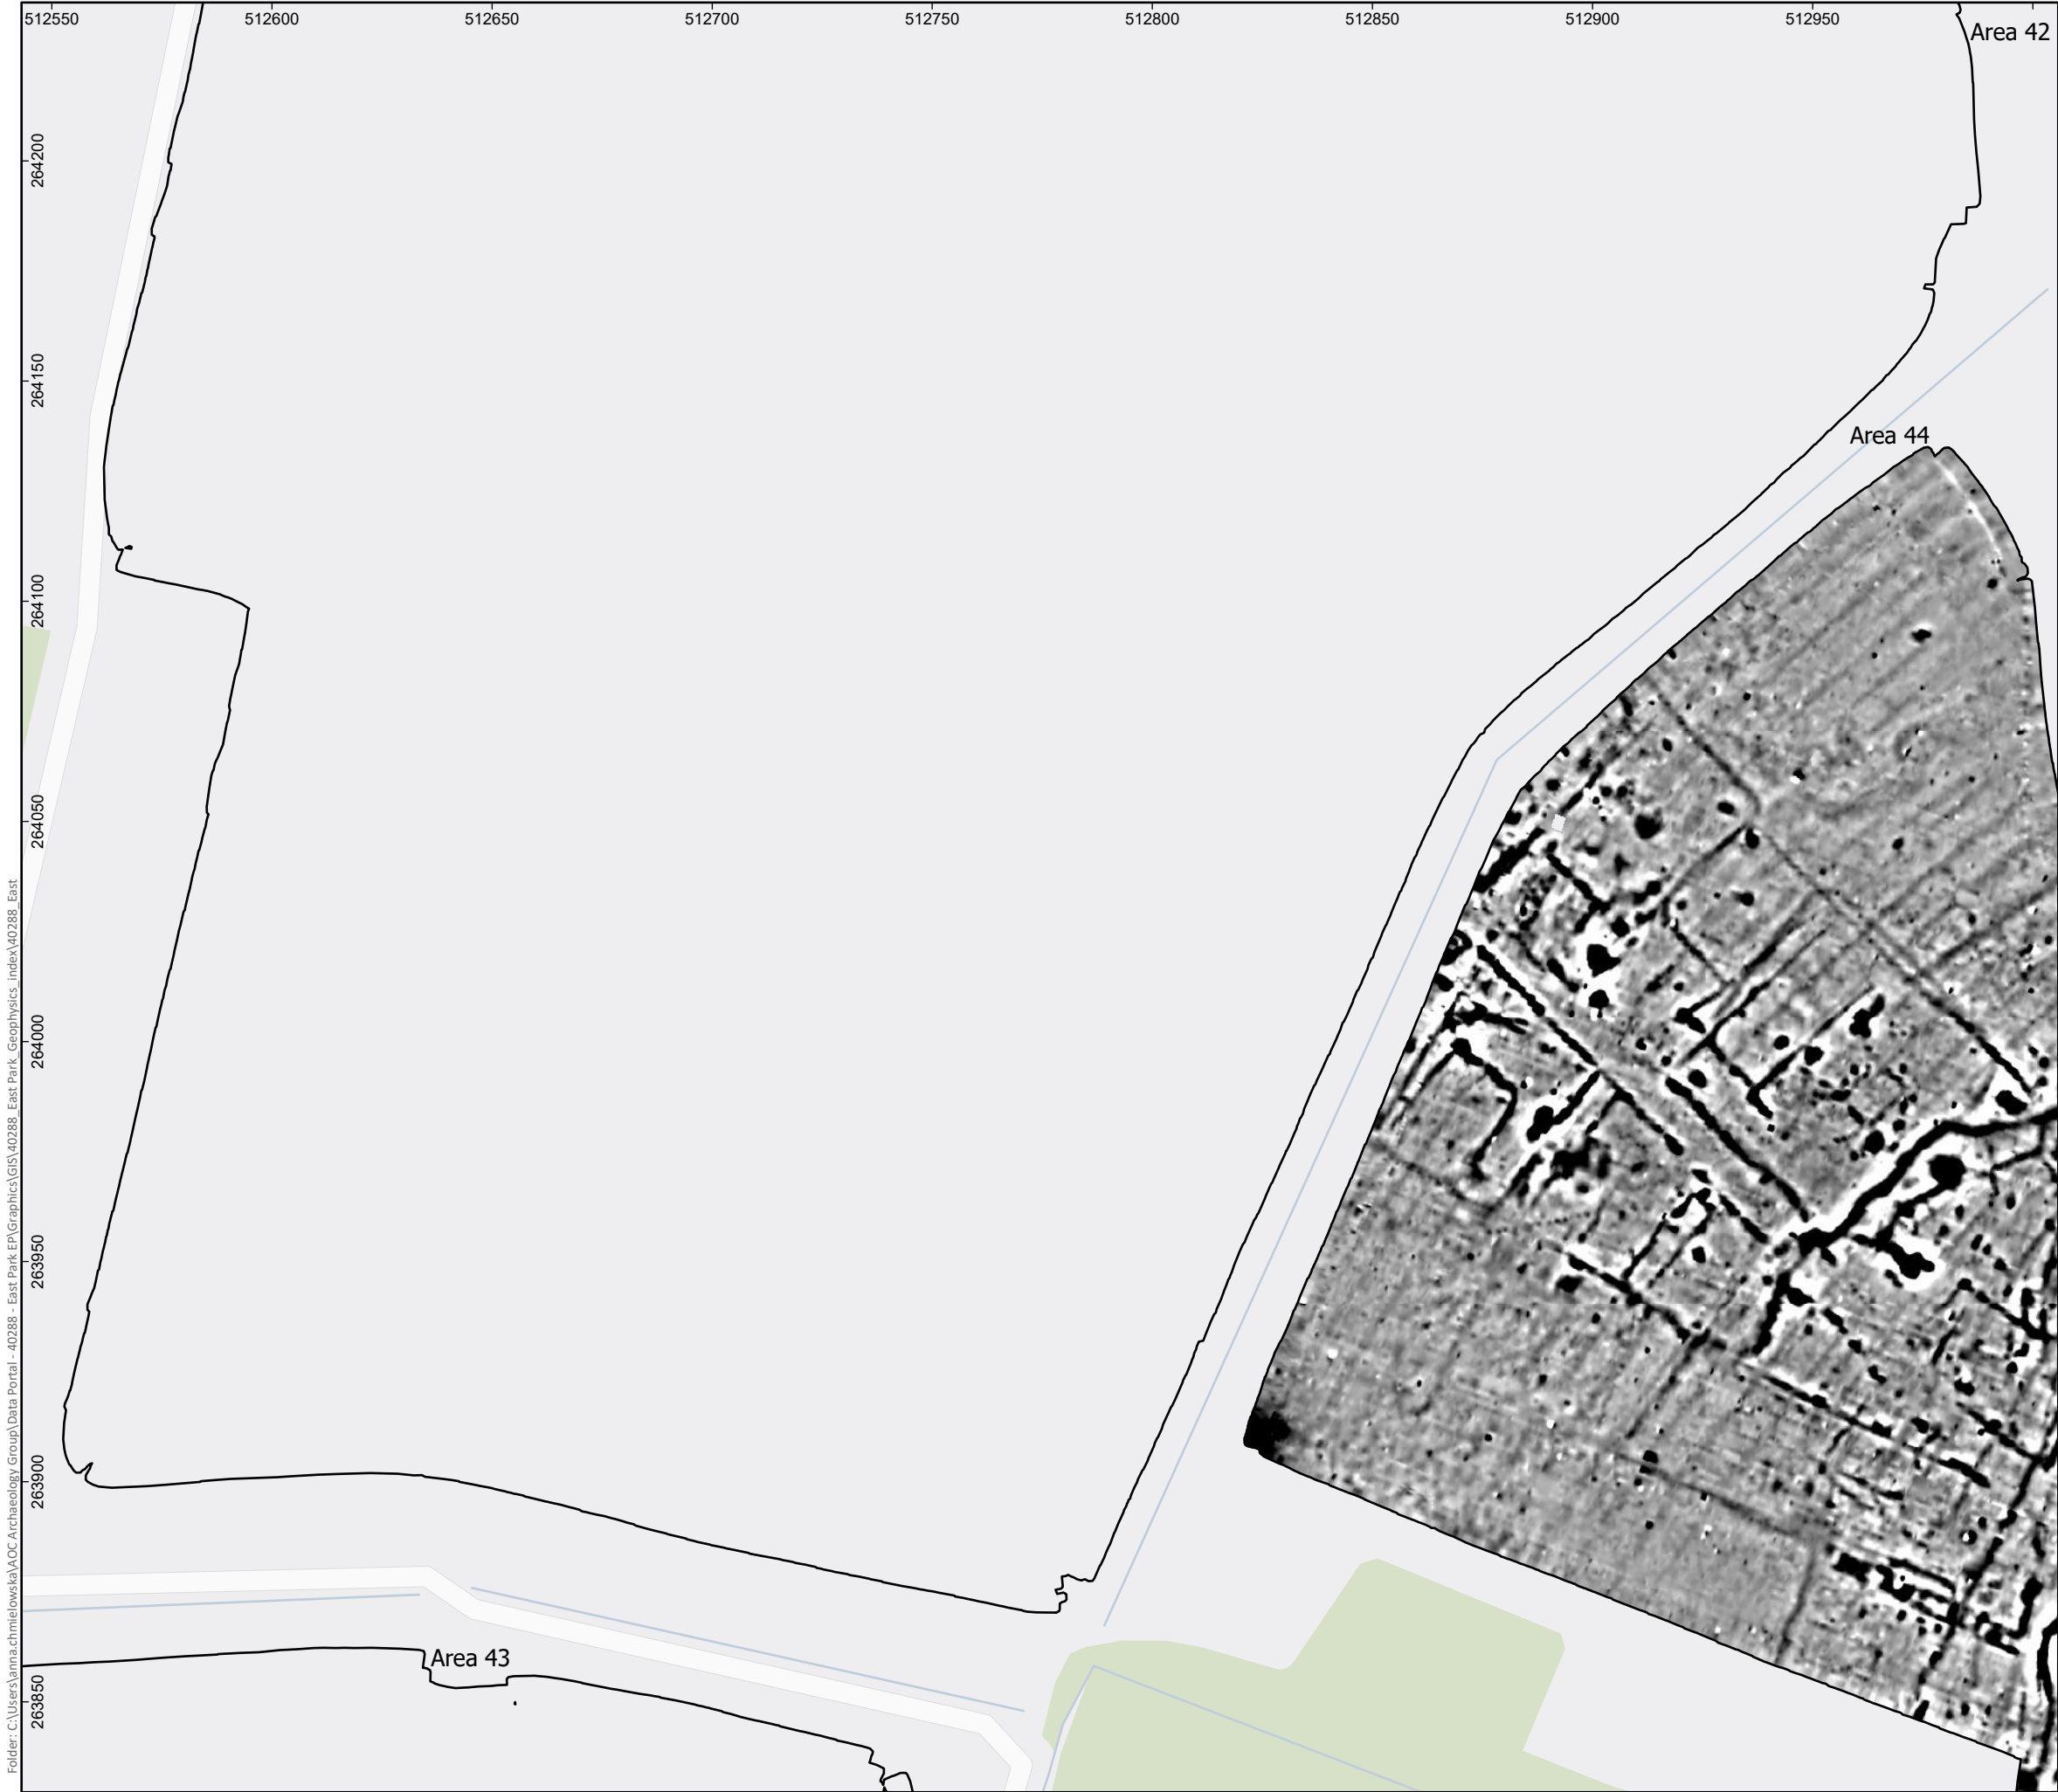 512550 512600 512650 512700 512750 512800 512850 512900 512950
Area 42
264200
264150
Area 44
264100
264050
264000
263950
263900
Area 43
263850
Folder: C:\Users\anna.chmielowska\AOC Archaeology Group\Data Portal - 40288 - East Park EP\Graphics\GIS\40288_East Park_Geophysics_index\40288_East